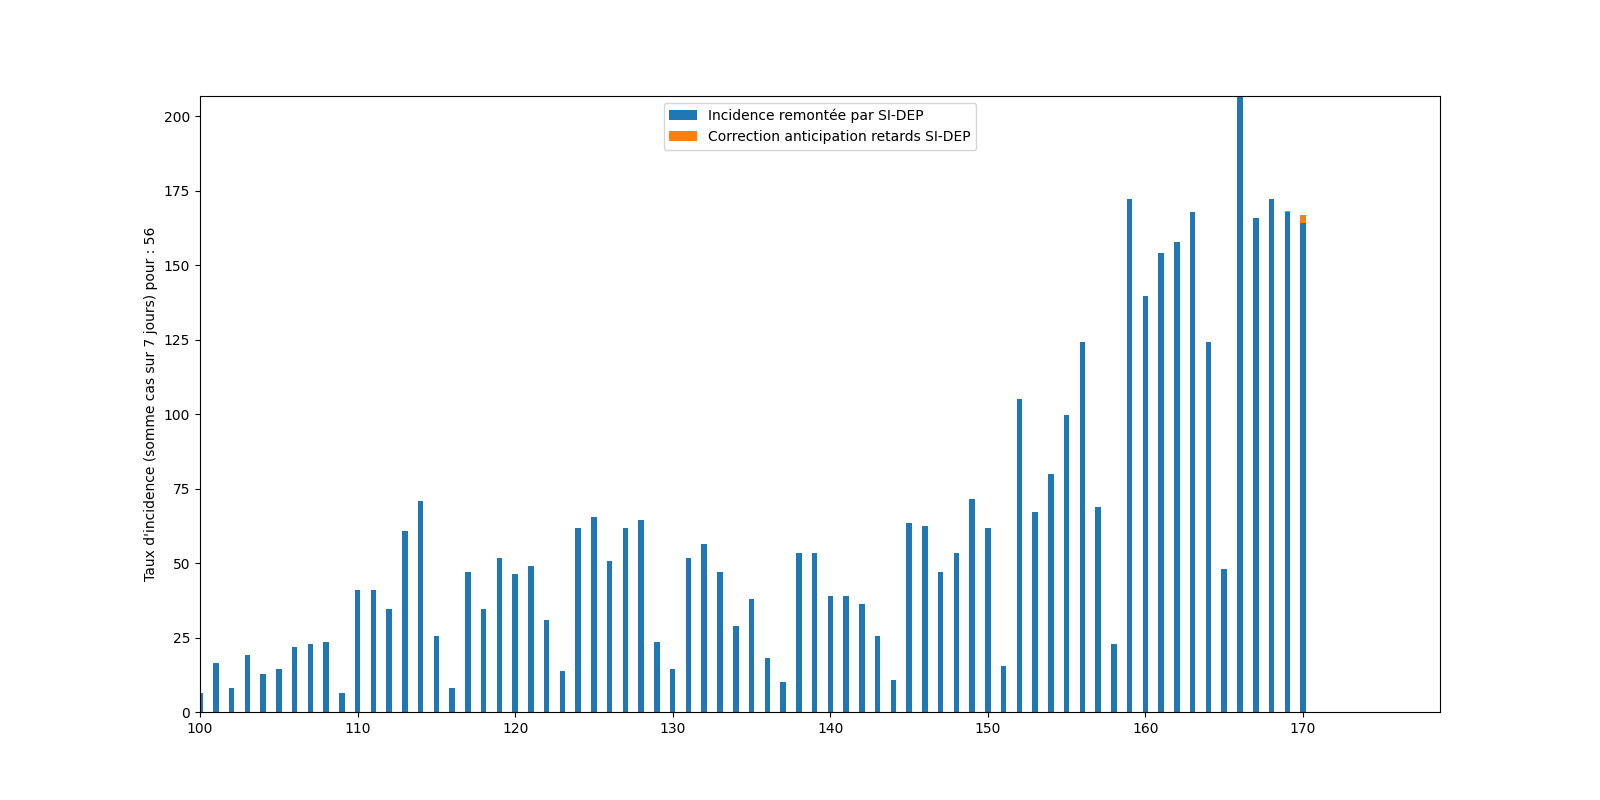 Incidence remontée par SI-DEP
Correction anticipation retards SI-DEP
Taux d'incidence (somme cas sur 7 jours) pour : 56
200
175
150
125
100
75
50
25
0
100 110 120 130 140 150 160 170